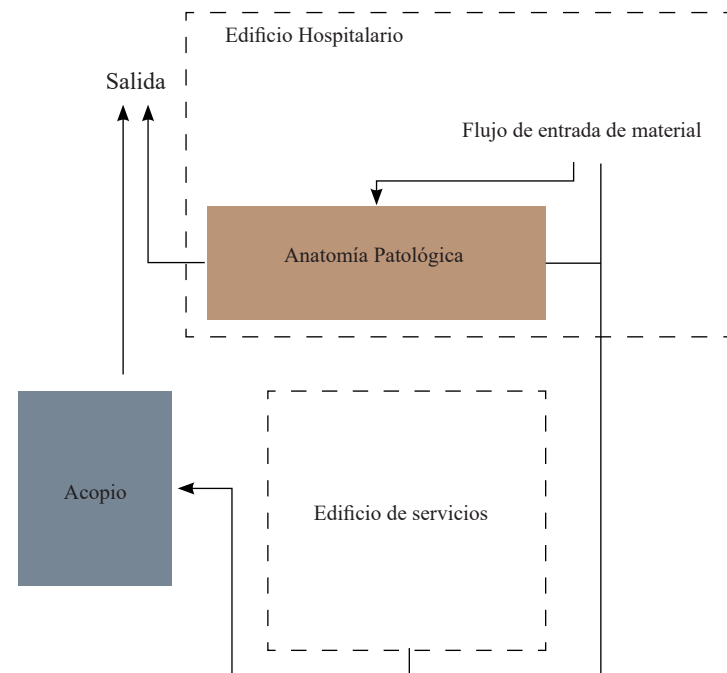 Edificio Hospitalario
Salida
Flujo de entrada de material
Anatomía Patológica
Acopio
Edificio de servicios